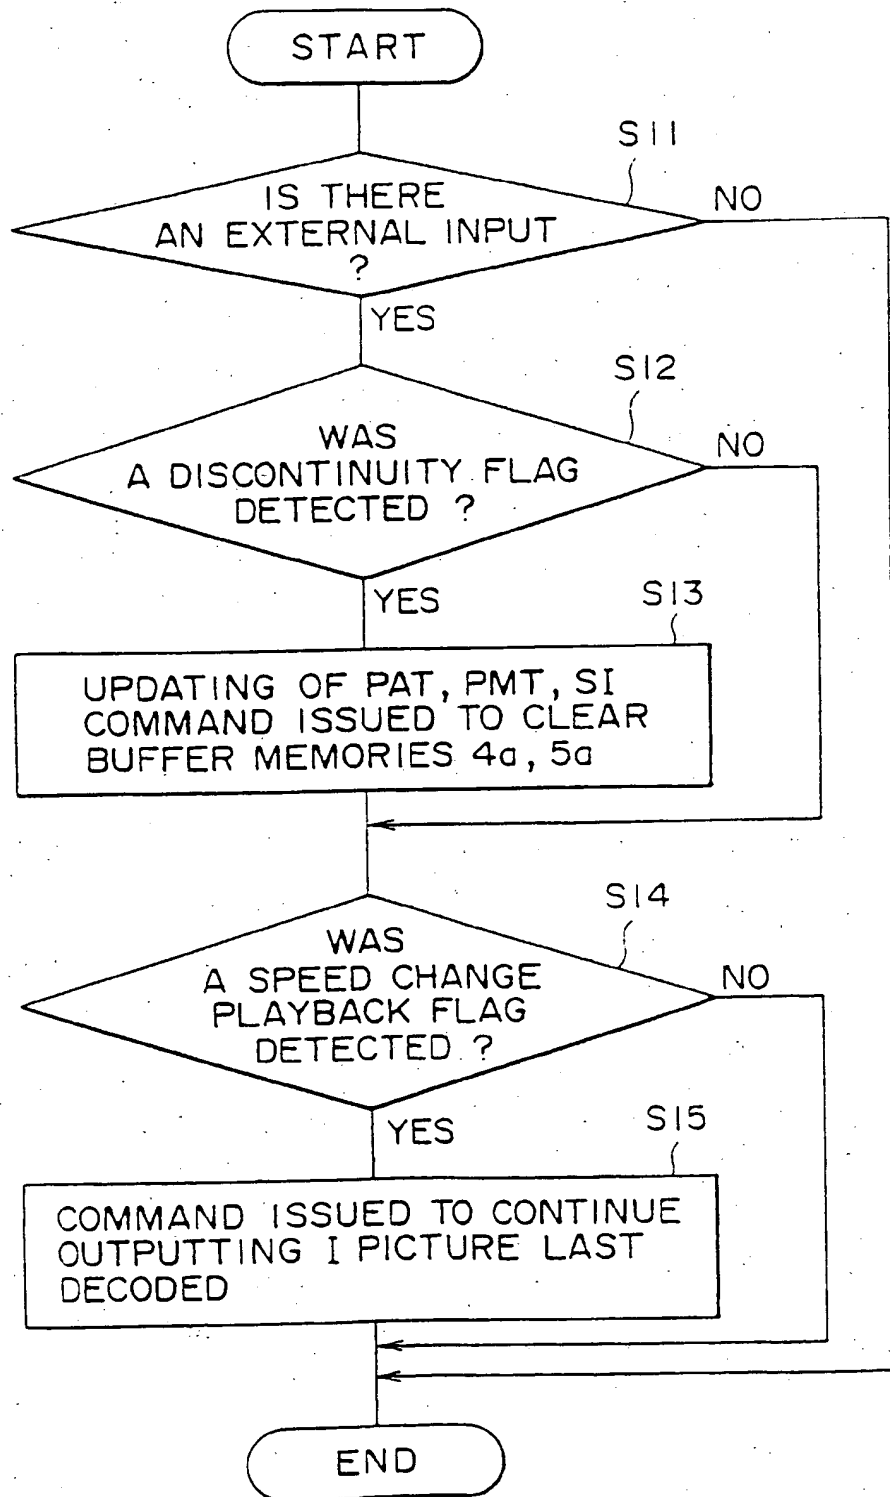 START
S11
IS THERE
AN EXTERNAL INPUT
?
NO
YES
S12
WAS
A DISCONTINUITY FLAG
DETECTED ?
NO
YES
S13
UPDATING OF PAT, PMT, SI
COMMAND ISSUED TO CLEAR
BUFFER MEMORIES 4a, 5a
S14
WAS
A SPEED CHANGE
PLAYBACK FLAG
DETECTED ?
NO
YES
S15
COMMAND ISSUED TO CONTINUE
OUTPUTTING I PICTURE LAST
DECODED
END